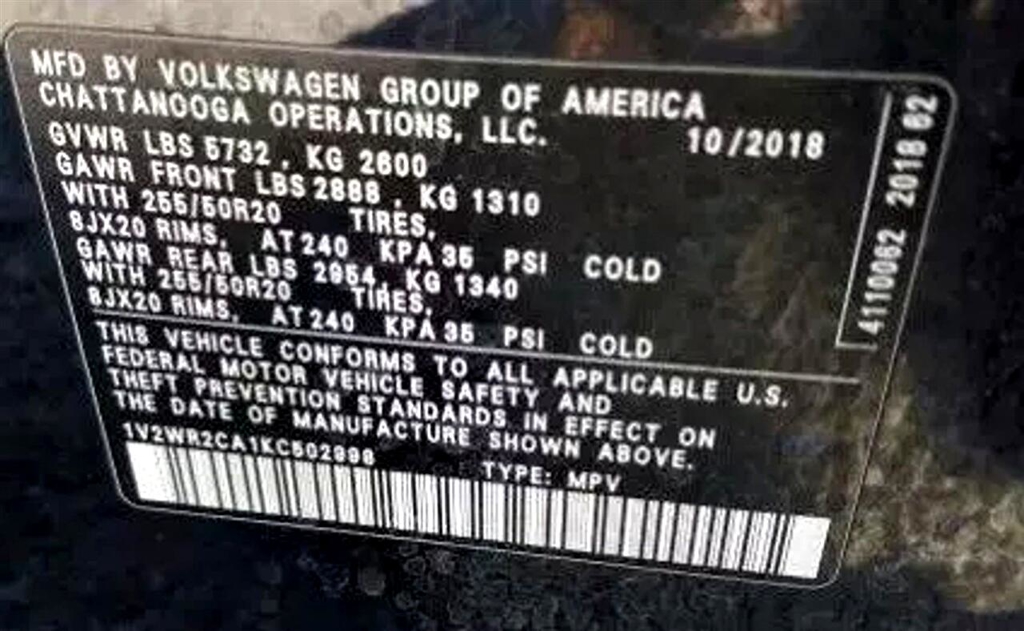 MFD BY VOLKSWAGEN GROUP OF AMERICA
CHATTANOOGA OPERATIONS, LLC. 10/2018
GVWR LBS 5732, KG 2600
GAWR FRONT LBS 2888, KG 1310
WITH 255/50R20 TIRES,
8JX20 RIMS, AT 240 KPA 35 PSI COLD
GAWR REAR LBS 2954, KG 1340
WITH 255/50R20 TIRES,
8JX20 RIMS, AT 240 KPA 35 PSI COLD
THIS VEHICLE CONFORMS TO ALL APPLICABLE U.S.
FEDERAL MOTOR VEHICLE SAFETY AND
THEFT PREVENTION STANDARDS IN EFFECT ON
THE DATE OF MANUFACTURE SHOWN ABOVE.
TYPE: MPV